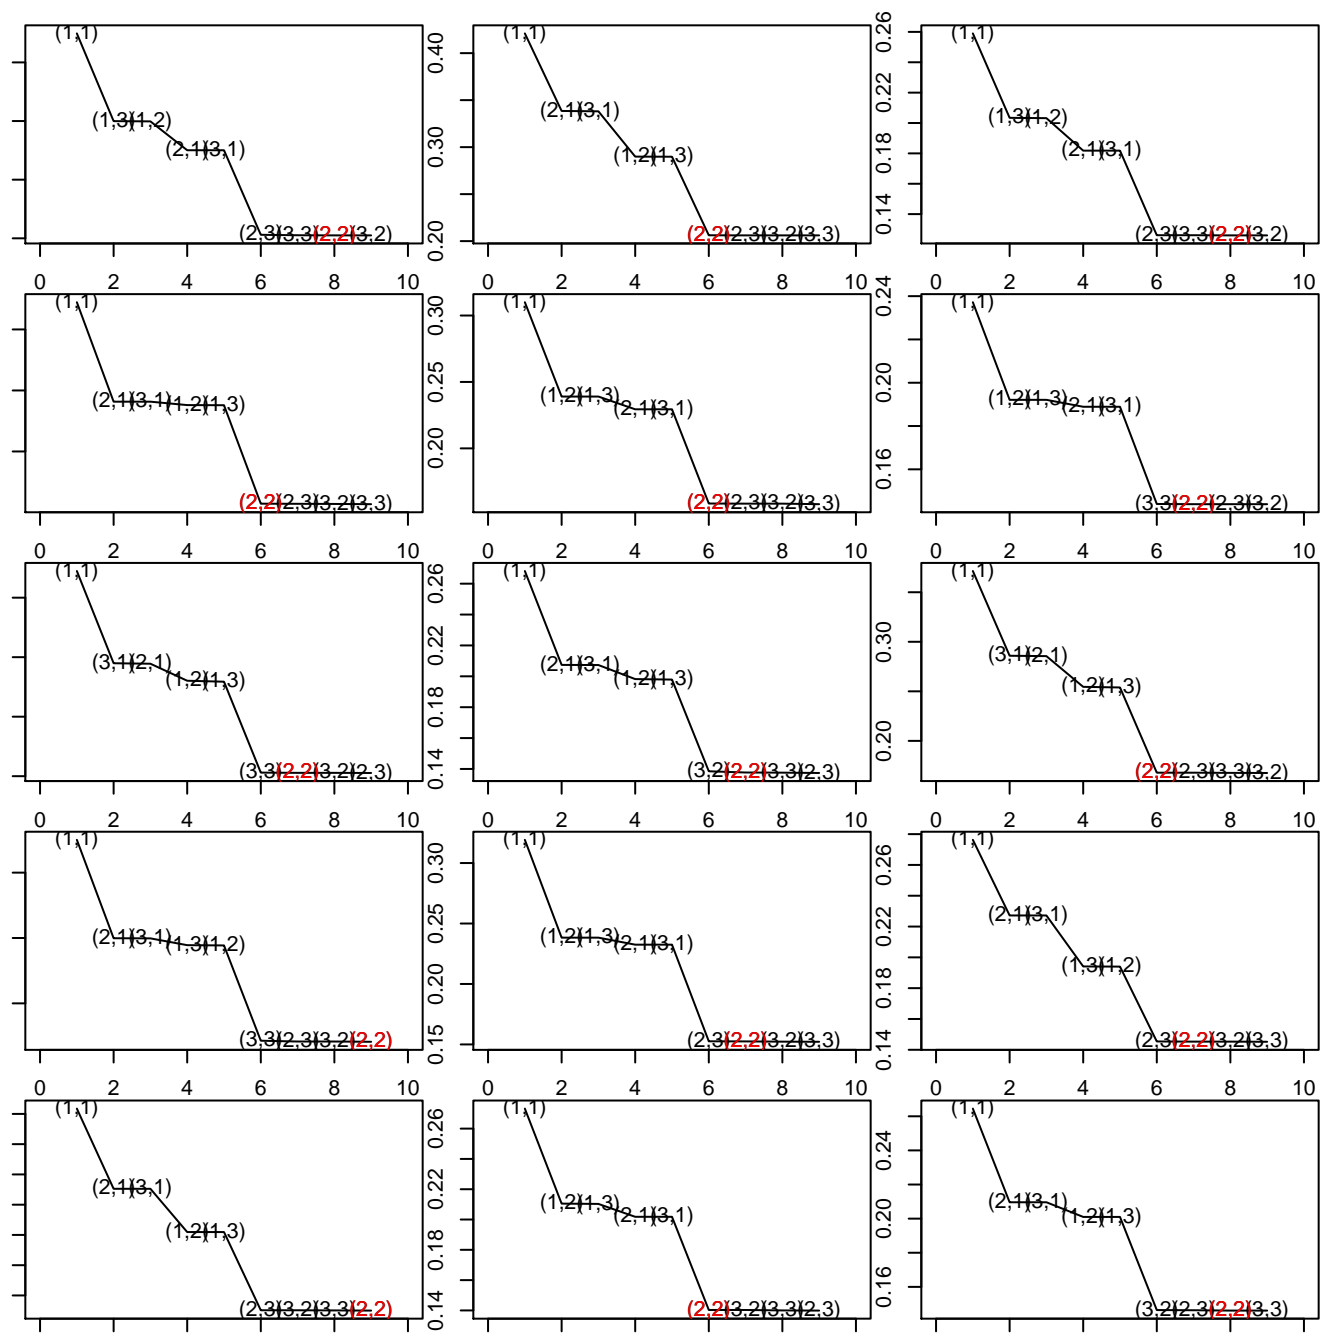 (1,1) (1,3) (1,2) (2,1) (3,1) (2,3) (3,3) (2,2) (3,2)
0.20 0.30 0.40
(1,1) (2,1) (3,1) (1,2) (1,3) (2,2) (2,3) (3,2) (3,3)
0.14 0.18 0.22 0.26
(1,1) (1,3) (1,2) (2,1) (3,1) (2,3) (3,3) (2,2) (3,2)
0 2 4 6 8 10
0 2 4 6 8 10
0 2 4 6 8 10
(1,1) (2,1) (3,1) (1,2) (1,3) (2,2) (2,3) (3,2) (3,3)
0.20 0.25 0.30
(1,1) (1,2) (1,3) (2,1) (3,1) (2,2) (2,3) (3,2) (3,3)
0.16 0.20 0.24
(1,1) (1,2) (1,3) (2,1) (3,1) (3,3) (2,2) (2,3) (3,2)
0 2 4 6 8 10
0 2 4 6 8 10
0 2 4 6 8 10
(1,1) (3,1) (2,1) (1,2) (1,3) (3,3) (2,2) (3,2) (2,3)
0.14 0.18 0.22 0.26
(1,1) (2,1) (3,1) (1,2) (1,3) (3,2) (2,2) (3,3) (2,3)
0.20 0.30
(1,1) (3,1) (2,1) (1,2) (1,3) (2,2) (2,3) (3,3) (3,2)
0 2 4 6 8 10
0 2 4 6 8 10
0 2 4 6 8 10
(1,1) (2,1) (3,1) (1,3) (1,2) (3,3) (2,3) (3,2) (2,2)
0.15 0.20 0.25 0.30
(1,1) (1,2) (1,3) (2,1) (3,1) (2,3) (2,2) (3,2) (3,3)
0.14 0.18 0.22 0.26
(1,1) (2,1) (3,1) (1,3) (1,2) (2,3) (2,2) (3,2) (3,3)
0 2 4 6 8 10
0 2 4 6 8 10
0 2 4 6 8 10
(1,1) (2,1) (3,1) (1,2) (1,3) (2,3) (3,2) (3,3) (2,2)
0.14 0.18 0.22 0.26
(1,1) (1,2) (1,3) (2,1) (3,1) (2,2) (3,2) (3,3) (2,3)
0.16 0.20 0.24
(1,1) (2,1) (3,1) (1,2) (1,3) (3,2) (2,3) (2,2) (3,3)